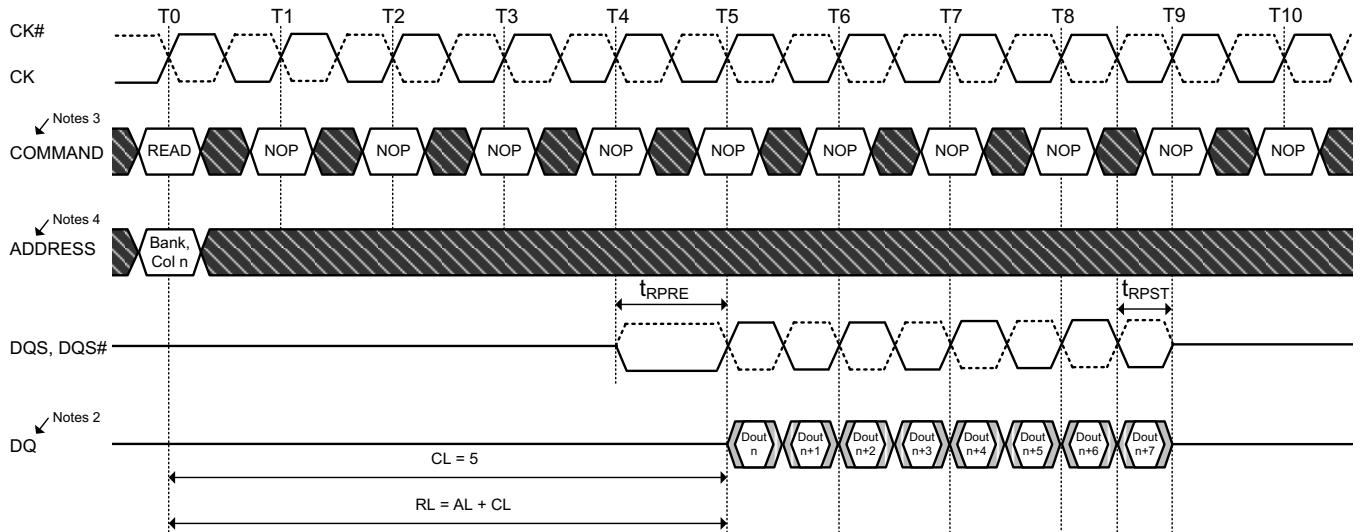 T0 T1 T2 T3 T4 T5 T6 T7 T8 T9 T10
CK#
CK
Notes 3
COMMAND READ NOP NOP NOP NOP NOP NOP NOP NOP NOP NOP
Notes 4
ADDRESS
Bank,
Col n
tRPRE tRPST
DQS, DQS#
Notes 2
DQ
Dout
n
Dout
n+1
Dout
n+2
Dout
n+3
Dout
n+4
Dout
n+5
Dout
n+6
Dout
n+7
CL = 5
RL = AL + CL